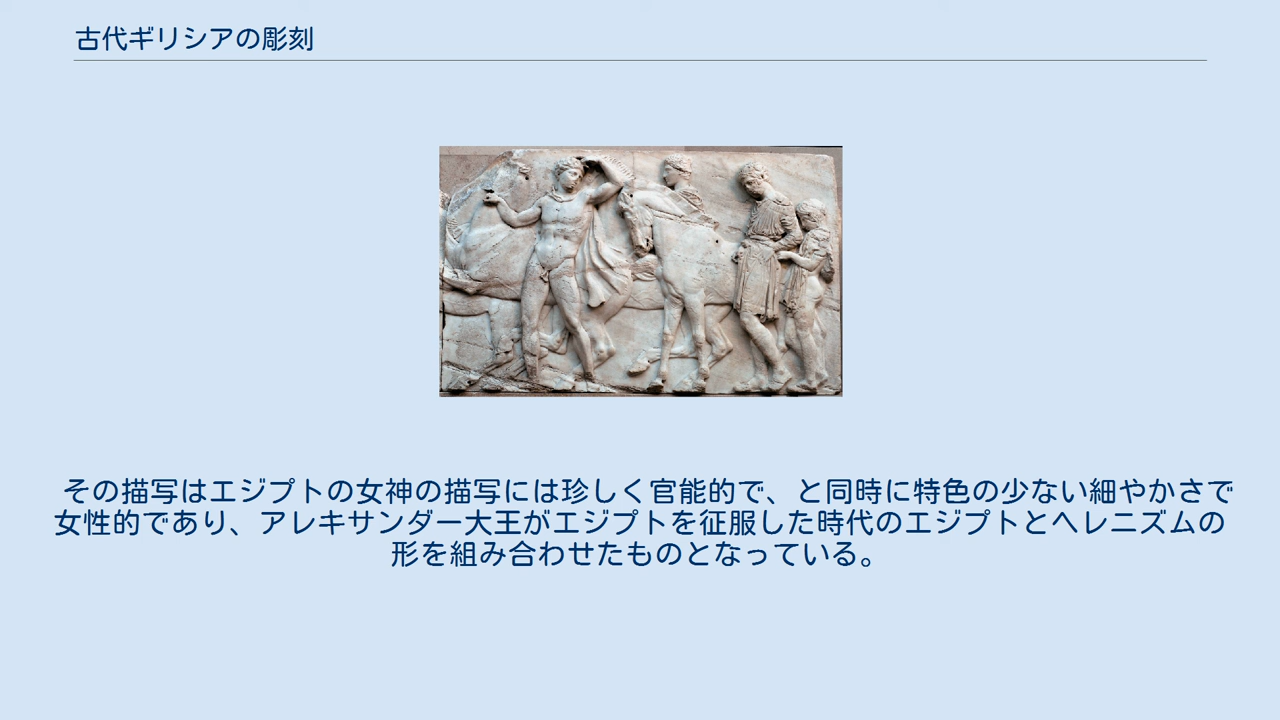 古代ギリシアの彫刻
その描写はエジプトの女神の描写には珍しく官能的で、と同時に特色の少ない細やかさで
女性的であり、アレキサンダー大王がエジプトを征服した時代のエジプトとヘレニズムの
形を組み合わせたものとなっている。